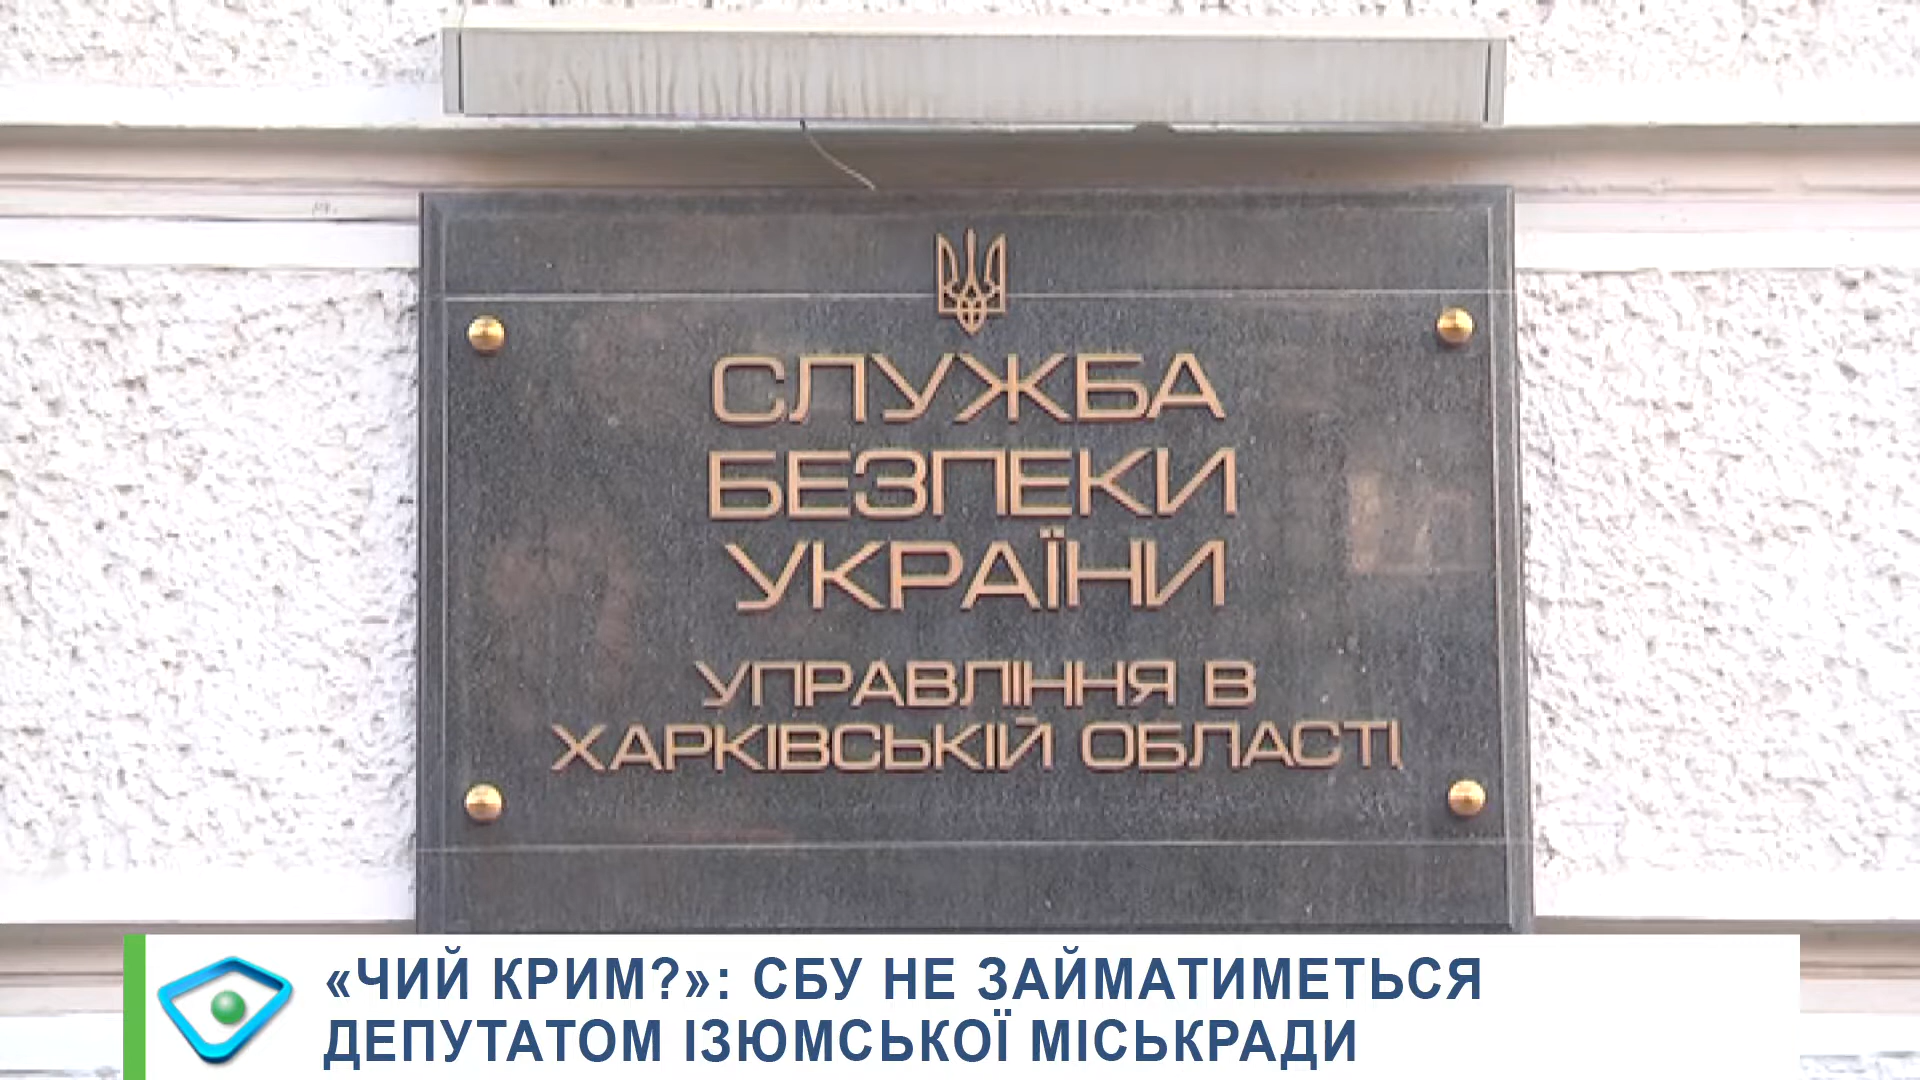 СЛУЖБА
БЕЗПЕКИ
УКРАЇНИ
УПРАВЛІННЯ В
ХАРКІВСЬКІЙ ОБЛАСТІ
«ЧИЙ КРИМ?»: СБУ НЕ ЗАЙМАТИМЕТЬСЯ
ДЕПУТАТОМ ІЗЮМСЬКОЇ МІСЬКРАДИ